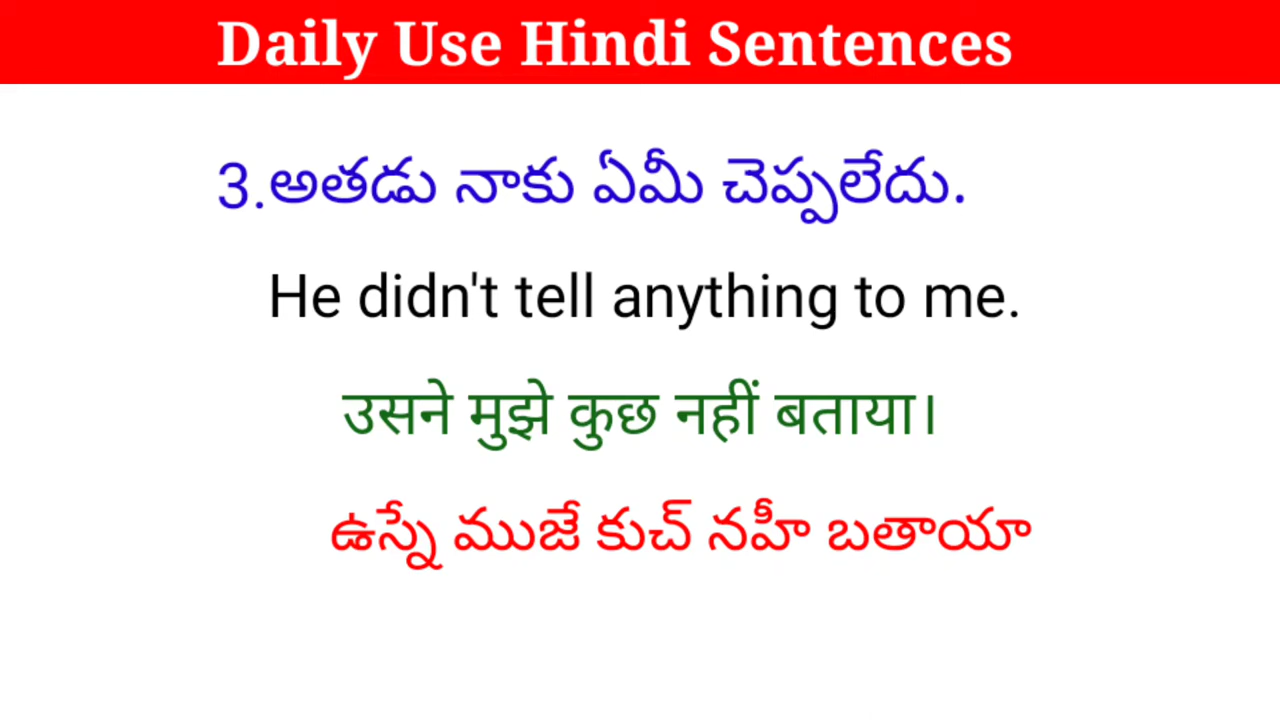 Daily Use Hindi Sentences
3.అతడు నాకు ఏమీ చెప్పలేదు.
He didn't tell anything to me.
उसने मुझे कुछ नहीं बताया।
ఉస్నే ముజే కుచ్ నహీ బతాయా